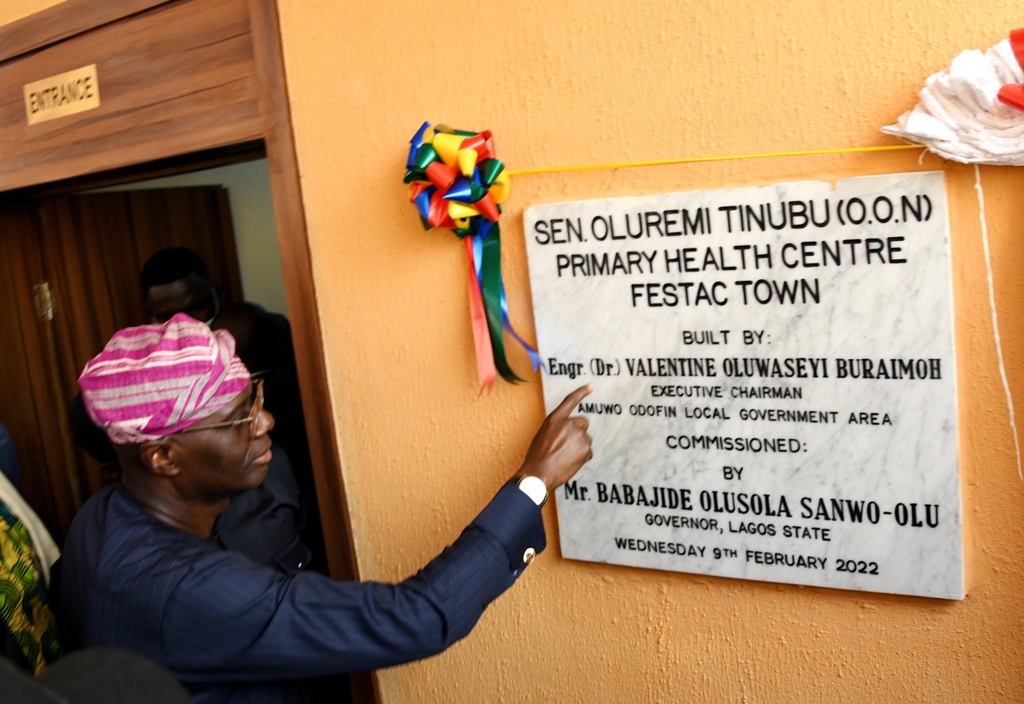 ENTRANCE
SEN. OLUREMI TINUBU (O.O.N)
PRIMARY HEALTH CENTRE
FESTAC TOWN
BUILT BY:
Engr. (Dr) VALENTINE OLUWASEYI BURAIMOH
EXECUTIVE CHAIRMAN
AMUWO ODOFIN LOCAL GOVERNMENT AREA
COMMISSIONED:
BY
Mr. BABAJIDE OLUSOLA SANWO-OLU
GOVERNOR, LAGOS STATE
WEDNESDAY 9TH FEBRUARY 2022